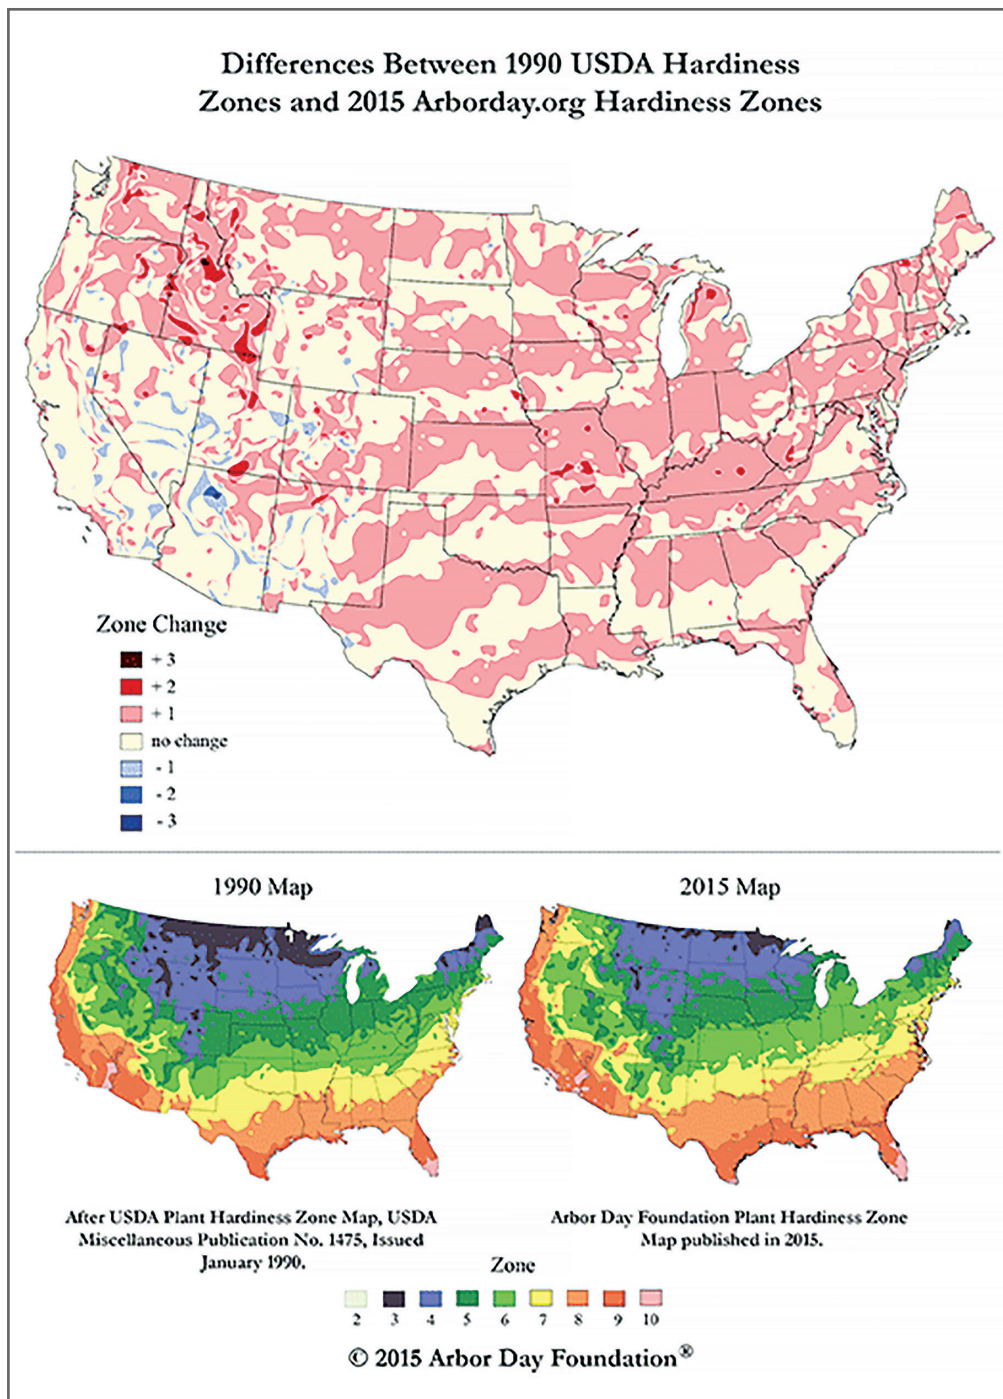 Differences Between 1990 USDA Hardiness
Zones and 2015 Arborday.org Hardiness Zones
Zone Change
+ 3
+ 2
+ 1
no change
- 1
- 2
- 3
1990 Map
2015 Map
After USDA Plant Hardiness Zone Map, USDA
Miscellaneous Publication No. 1475, Issued
January 1990.
Arbor Day Foundation Plant Hardiness Zone
Map published in 2015.
Zone
2 3 4 5 6 7 8 9 10
© 2015 Arbor Day Foundation®